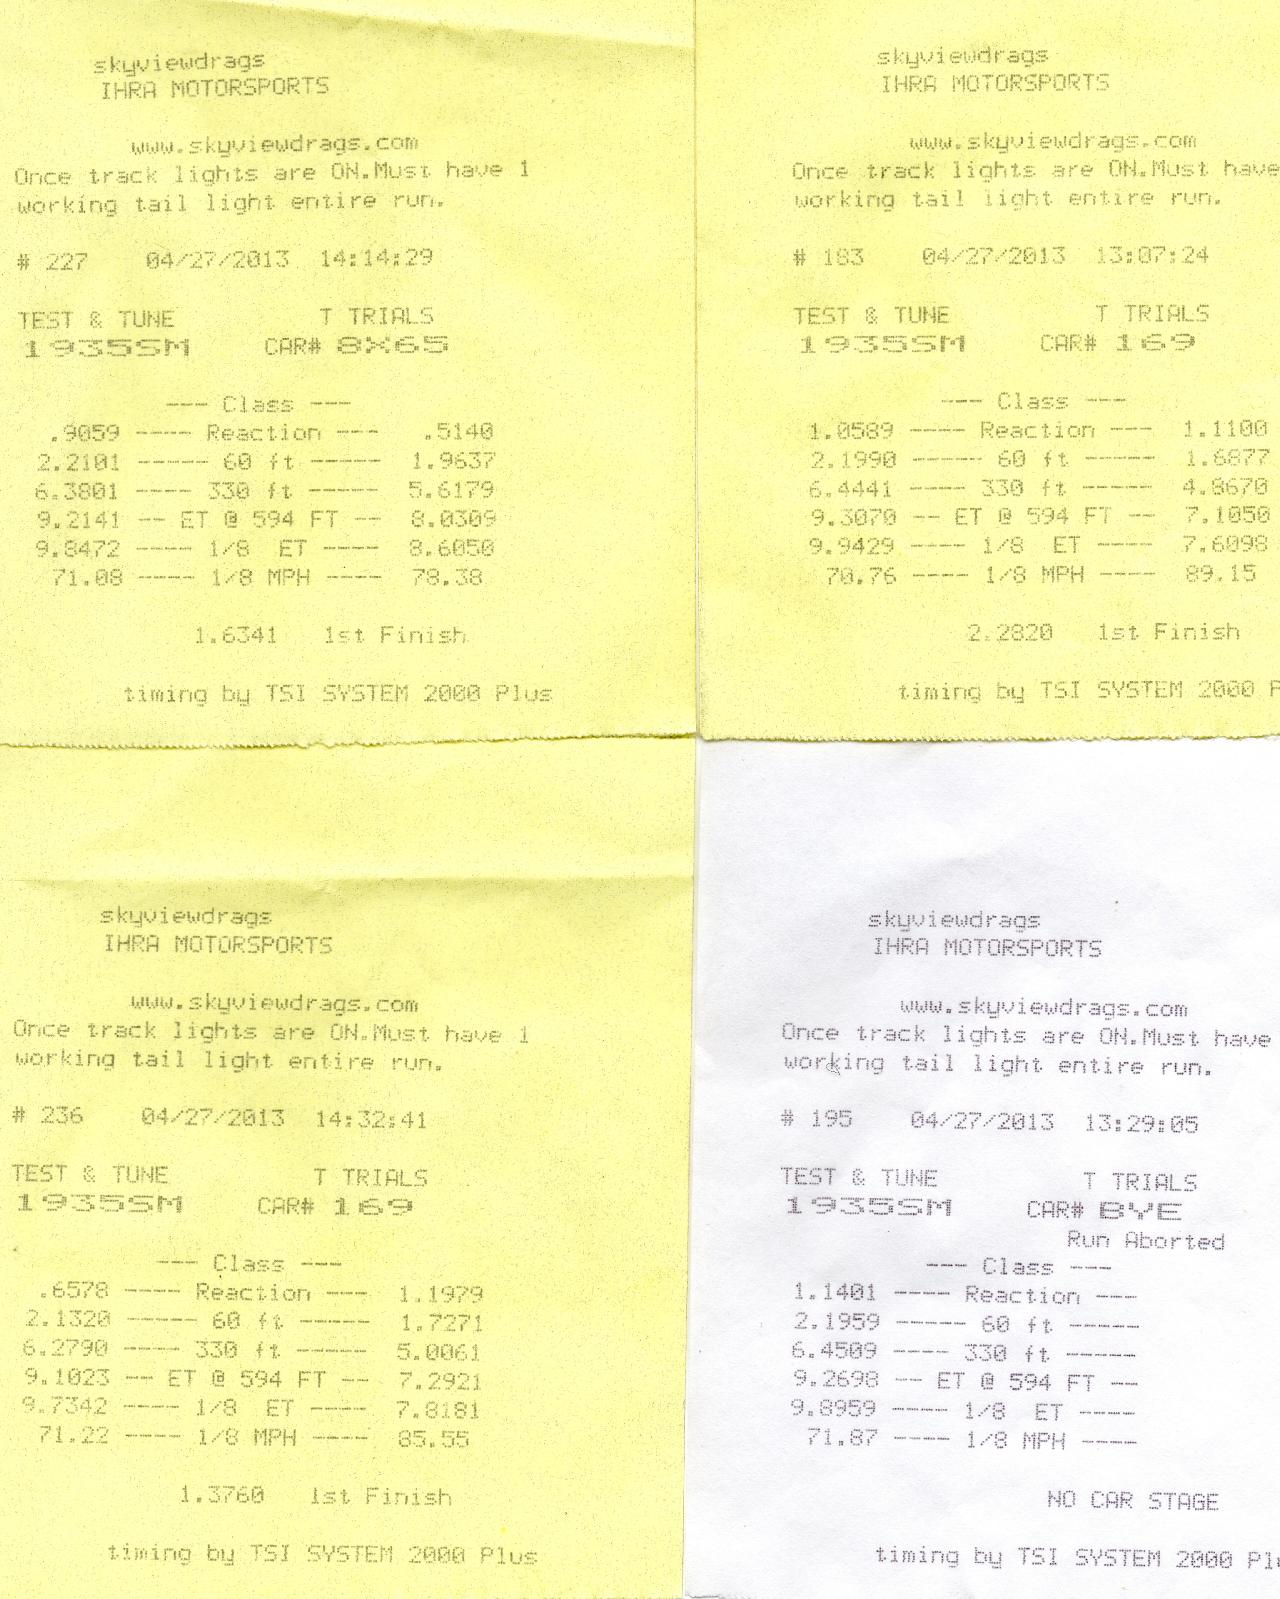 skyviewdrags
IHRA MOTORSPORTS
www.skyviewdrags.com
Once track lights are ON.Must have 1
working tail light entire run.
# 227 04/27/2013 14:14:29
TEST & TUNE T TRIALS
1935SM CAR# 8X65
--- Class ---
.9059 ---- Reaction --- .5140
2.2101 ----- 60 ft ----- 1.9637
6.3801 ---- 330 ft ----- 5.6179
9.2141 -- ET @ 594 FT -- 8.0309
9.8472 ---- 1/8 ET ---- 8.6050
71.08 ---- 1/8 MPH ---- 78.38
1.6341 1st Finish
timing by TSI SYSTEM 2000 Plus
skyviewdrags
IHRA MOTORSPORTS
www.skyviewdrags.com
Once track lights are ON.Must have
working tail light entire run.
# 183 04/27/2013 13:07:24
TEST & TUNE T TRIALS
1935SM CAR# 169
--- Class ---
1.0589 ---- Reaction --- 1.1100
2.1990 ----- 60 ft ----- 1.6877
6.4441 ---- 330 ft ----- 4.8670
9.3070 -- ET @ 594 FT -- 7.1050
9.9429 ---- 1/8 ET ---- 7.6098
70.76 ---- 1/8 MPH ---- 89.15
2.2820 1st Finish
timing by TSI SYSTEM 2000 P
skyviewdrags
IHRA MOTORSPORTS
www.skyviewdrags.com
Once track lights are ON.Must have 1
working tail light entire run.
# 236 04/27/2013 14:32:41
TEST & TUNE T TRIALS
1935SM CAR# 169
--- Class ---
.6578 ---- Reaction --- 1.1979
2.1320 ----- 60 ft ----- 1.7271
6.2790 ---- 330 ft ----- 5.0061
9.1023 -- ET @ 594 FT -- 7.2921
9.7342 ---- 1/8 ET ---- 7.8181
71.22 ---- 1/8 MPH ---- 85.55
1.3760 1st Finish
timing by TSI SYSTEM 2000 Plus
skyviewdrags
IHRA MOTORSPORTS
www.skyviewdrags.com
Once track lights are ON.Must have
working tail light entire run.
# 195 04/27/2013 13:29:05
TEST & TUNE T TRIALS
1935SM CAR# BYE
Run Aborted
--- Class ---
1.1401 ---- Reaction ---
2.1959 ----- 60 ft -----
6.4509 ---- 330 ft -----
9.2698 -- ET @ 594 FT --
9.8959 ---- 1/8 ET ----
71.87 ---- 1/8 MPH ----
NO CAR STAGE
timing by TSI SYSTEM 2000 Plu